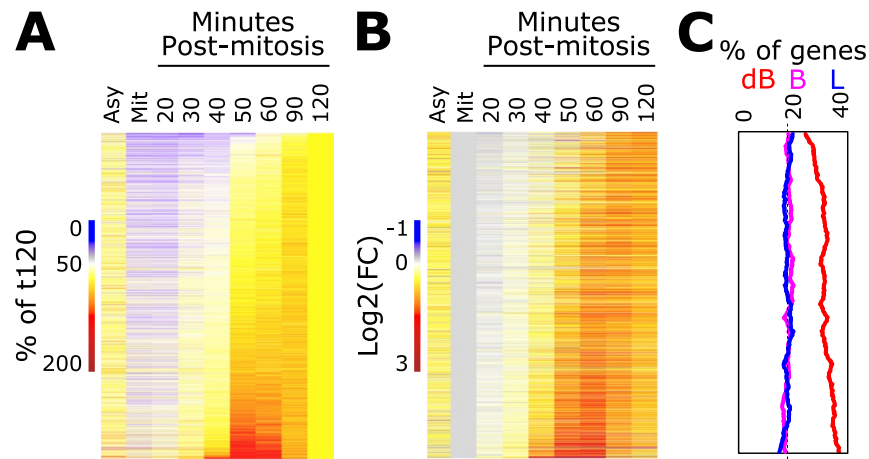 A
Minutes
Post-mitosis
Asy
Mit
20
30
40
50
60
90
120
% of t120
0
50
200
B
Minutes
Post-mitosis
Asy
Mit
20
30
40
50
60
90
120
Log2(FC)
-1
0
3
C
% of genes
dB B L
0
20
40